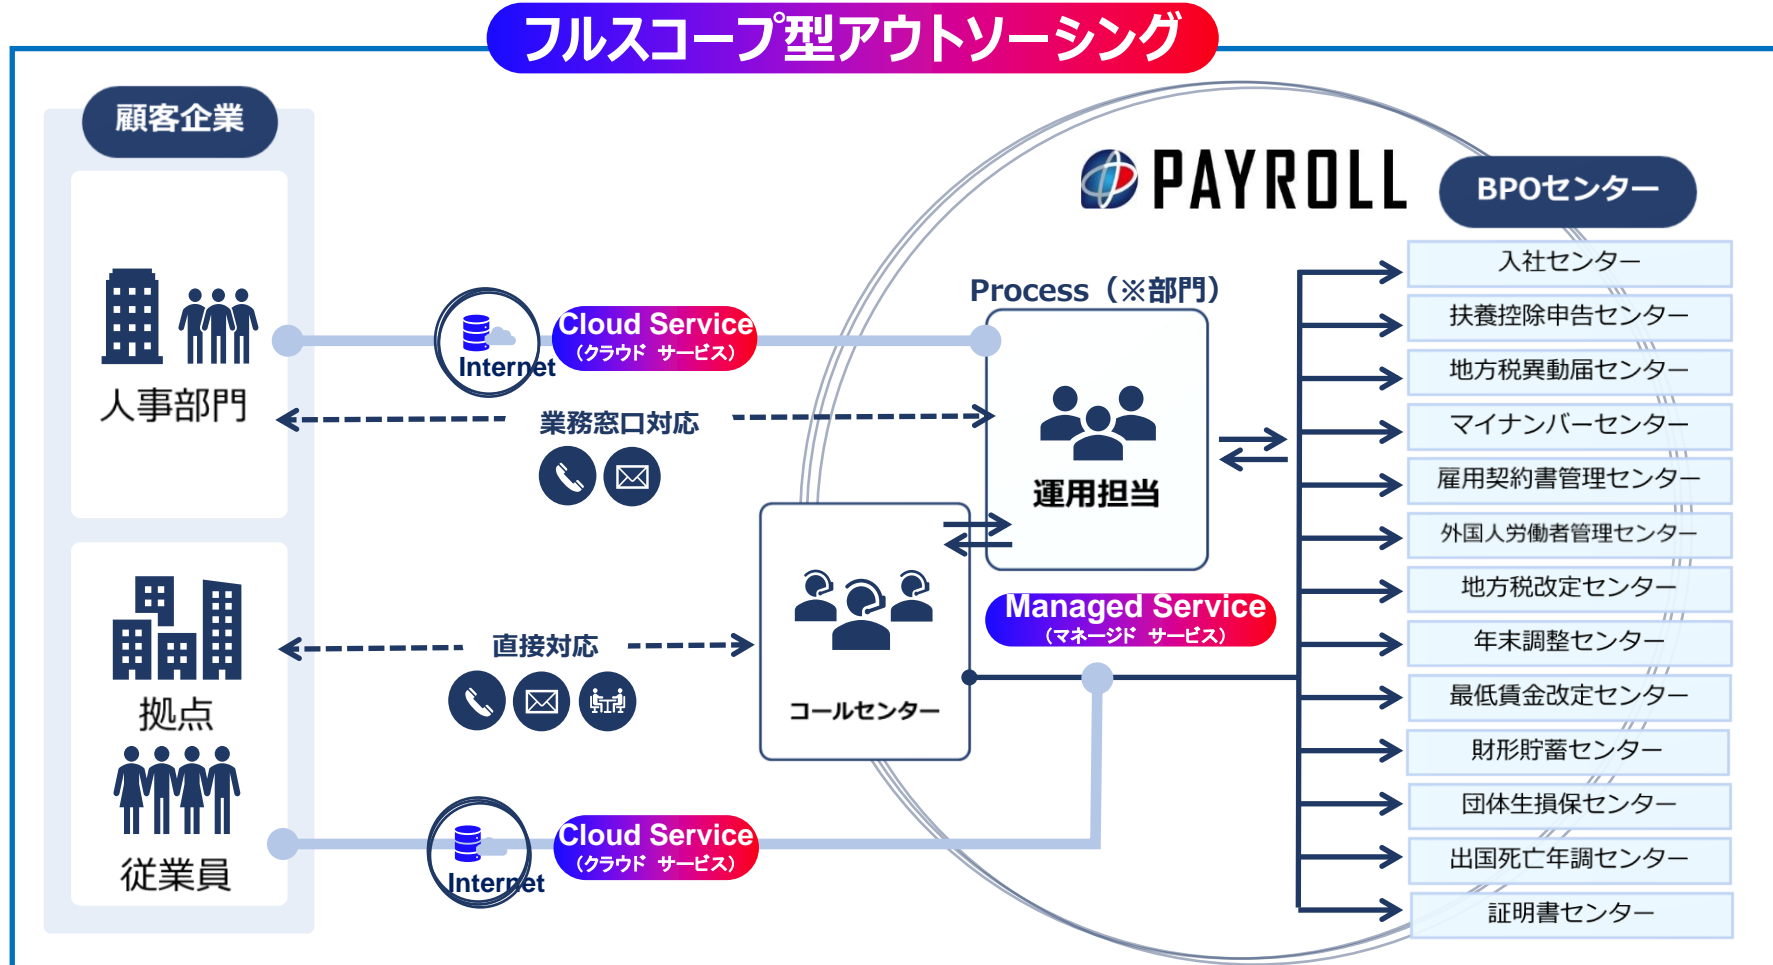 フルスコープ型アウトソーシング
顧客企業
人事部門
拠点
従業員
Internet
Cloud Service
（クラウド サービス）
業務窓口対応
直接対応
Internet
Cloud Service
（クラウド サービス）
PAYROLL
Process（※部門）
運用担当
コールセンター
Managed Service
（マネージド サービス）
BPOセンター
入社センター
扶養控除申告センター
地方税異動届センター
マイナンバーセンター
雇用契約書管理センター
外国人労働者管理センター
地方税改定センター
年末調整センター
最低賃金改定センター
財形貯蓄センター
団体生損保センター
出国死亡年調センター
証明書センター